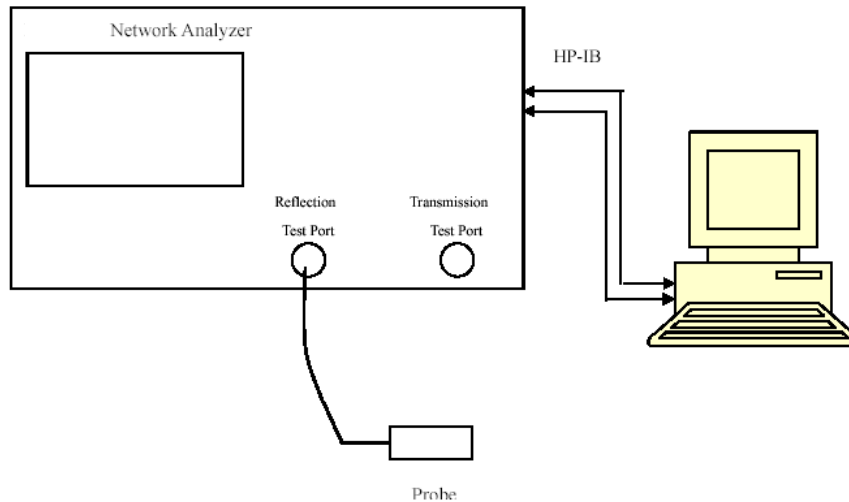 Network Analyzer
HP-IB
Reflection
Test Port
Transmission
Test Port
Probe